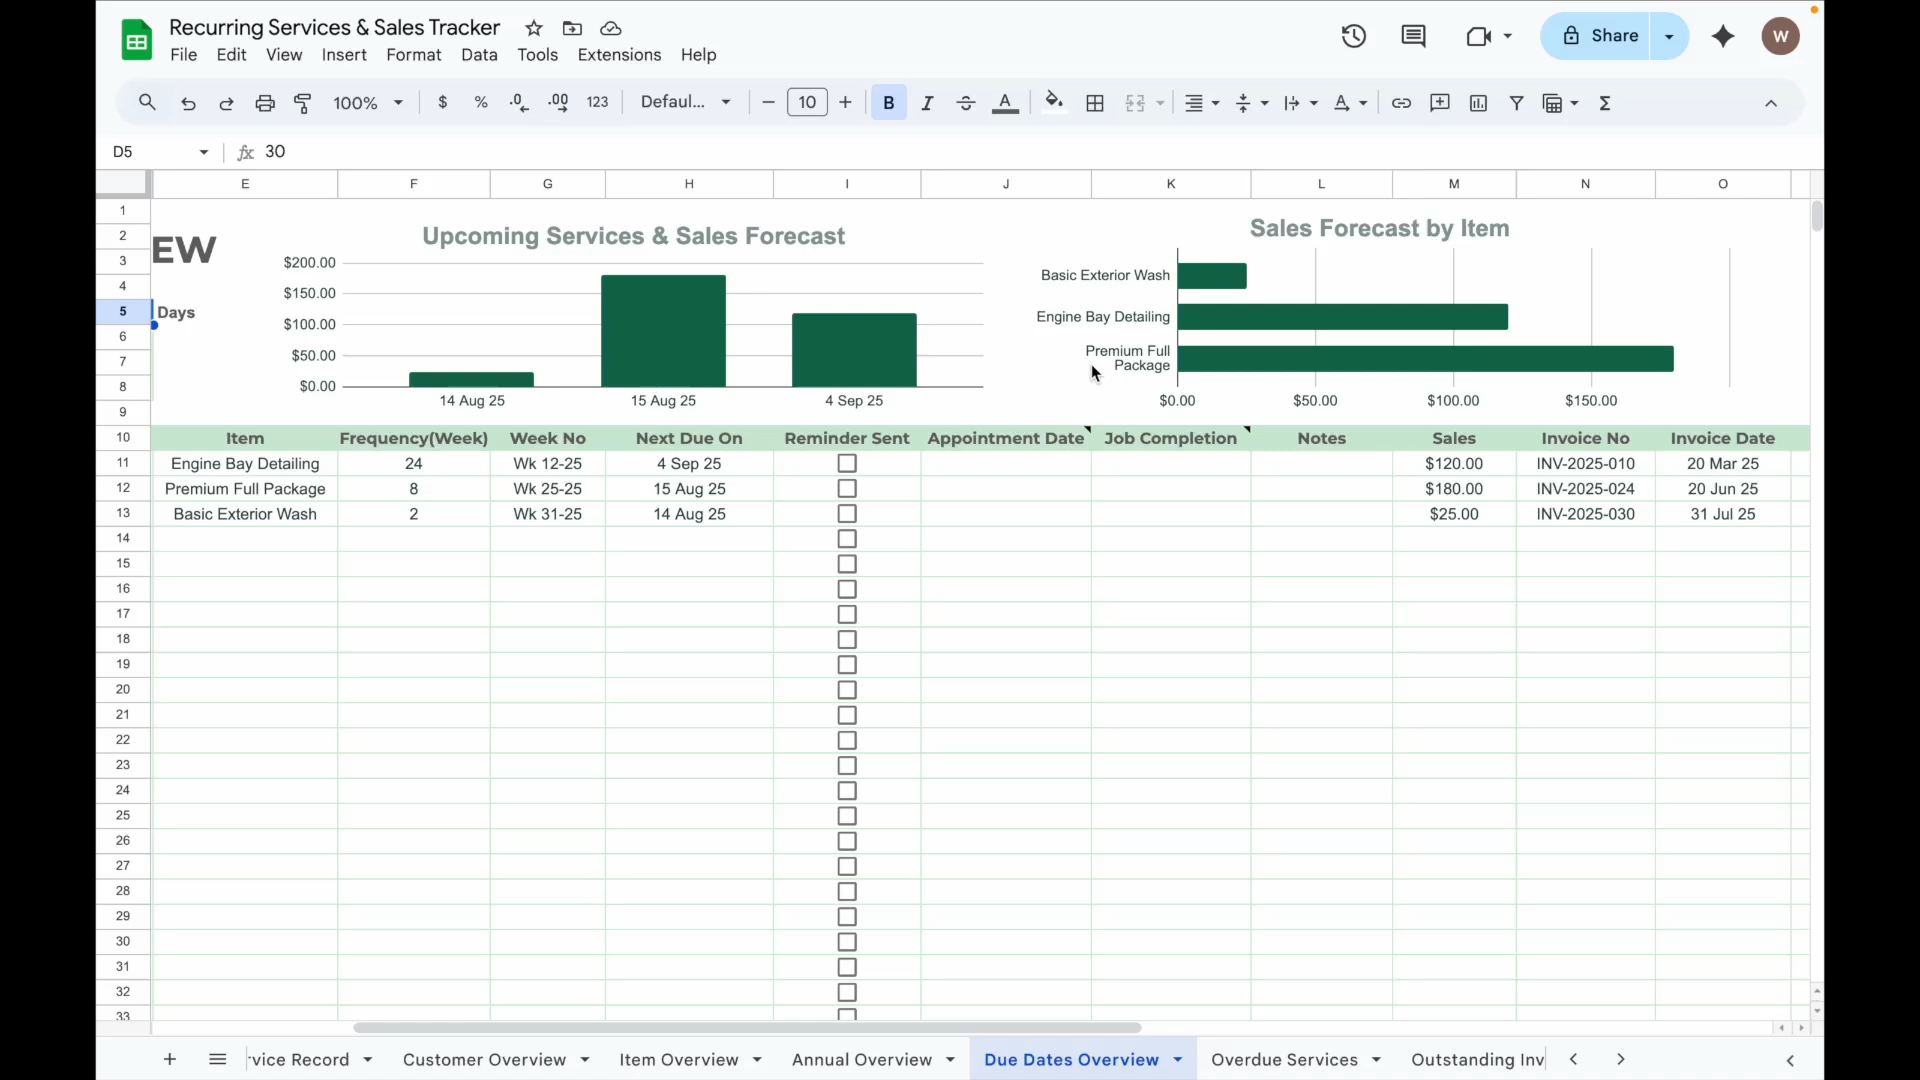 Recurring Services & Sales Tracker
W
Share
File Edit View Insert Format Data Tools Extensions Help
100% $ % .0 .00 123 Defaul... 10 B I A
D5 fx 30
E F G H I J K L M N O
1
2
3
4
5
6
7
8
9
EW
Days
Upcoming Services & Sales Forecast
$200.00
$150.00
$100.00
$50.00
$0.00
14 Aug 25 15 Aug 25 4 Sep 25
Sales Forecast by Item
Basic Exterior Wash
Engine Bay Detailing
Premium Full
Package
$0.00 $50.00 $100.00 $150.00
10 Item Frequency(Week) Week No Next Due On Reminder Sent Appointment Date Job Completion Notes Sales Invoice No Invoice Date
11 Engine Bay Detailing 24 Wk 12-25 4 Sep 25 $120.00 INV-2025-010 20 Mar 25
12 Premium Full Package 8 Wk 25-25 15 Aug 25 $180.00 INV-2025-024 20 Jun 25
13 Basic Exterior Wash 2 Wk 31-25 14 Aug 25 $25.00 INV-2025-030 31 Jul 25
14
15
16
17
18
19
20
21
22
23
24
25
26
27
28
29
30
31
32
33
vice Record Customer Overview Item Overview Annual Overview Due Dates Overview Overdue Services Outstanding Inv